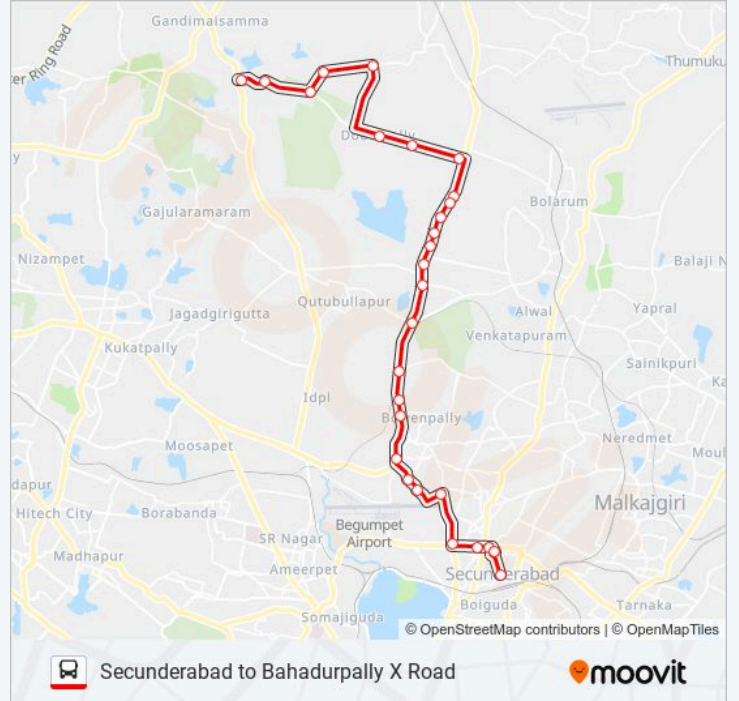 Gandimaisamma
ter Ring Road
Thumuku
Bolarum
Gajularamaram
Nizampet
Balaji N
Qutubullapur
Jagadgirigutta
Alwal
Yapral
Venkatapuram
Kukatpally
Sainikpuri
Ka
Idpl
Moosapet
Neredmet
Moul
dapur
Hitech City
Borabanda
Malkajgiri
Begumpet
Airport
SR Nagar
Madhapur
Ameerpet
Secunderabad
Boiguda
Tarnaka
Somajiguda
© OpenStreetMap contributors | © OpenMapTiles
Secunderabad to Bahadurpally X Road
moovit